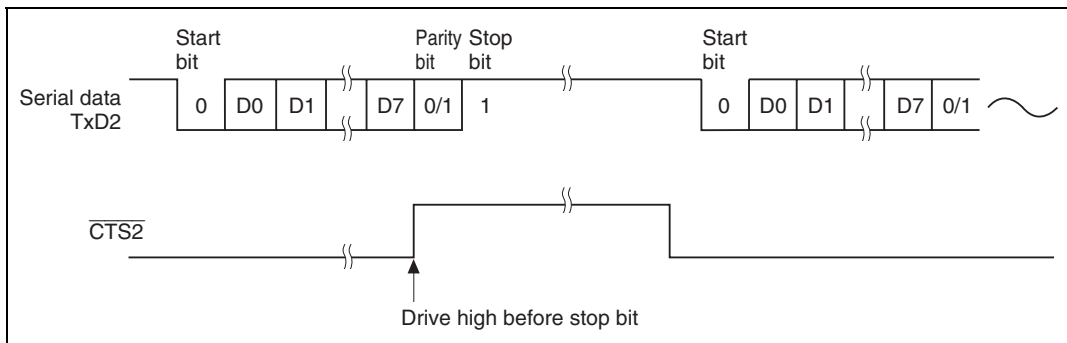 Start bit
Parity bit
Stop bit
Start bit
Serial data TxD2
0 D0 D1 D7 0/1 1 0 D0 D1 D7 0/1
CTS2
Drive high before stop bit